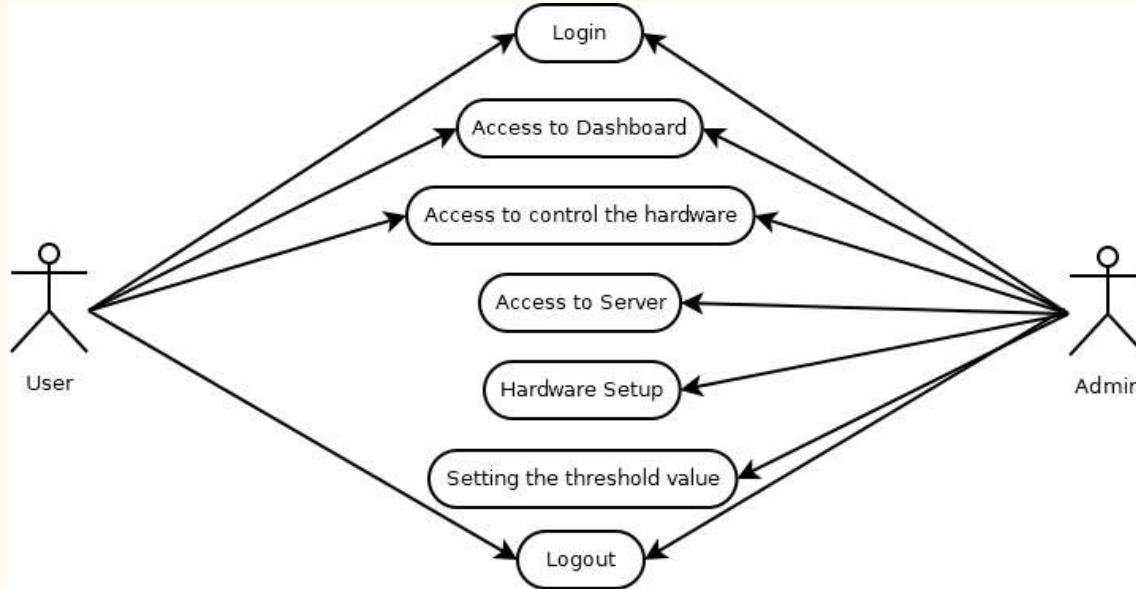 Login
Access to Dashboard
Access to control the hardware
Access to Server
Hardware Setup
User
Admin
Setting the threshold value
Logout